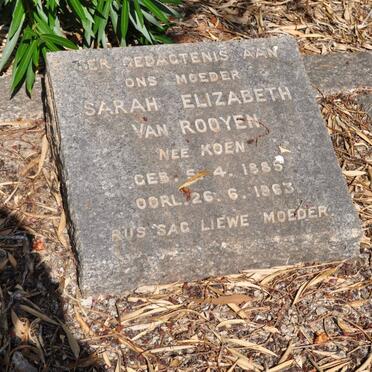 TER GEDAGTENIS AAN
ONS MOEDER
SARAH ELIZABETH
VAN ROOYEN
NEE KOEN
GEB. 5. 4. 1885
OORL. 26. 6. 1963.
RUS SAG LIEWE MOEDER.